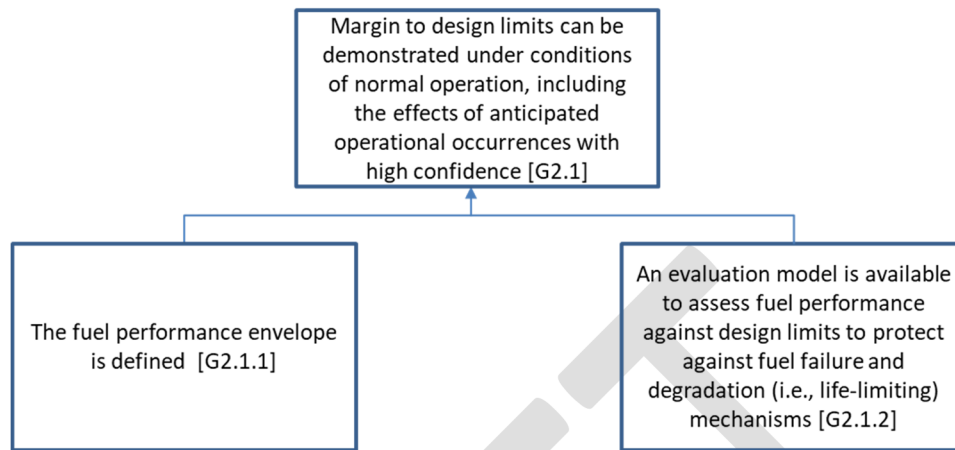 Margin to design limits can be
demonstrated under conditions
of normal operation, including
the effects of anticipated
operational occurrences with
high confidence [G2.1]
The fuel performance envelope
is defined [G2.1.1]
An evaluation model is available
to assess fuel performance
against design limits to protect
against fuel failure and
degradation (i.e., life-limiting)
mechanisms [G2.1.2]